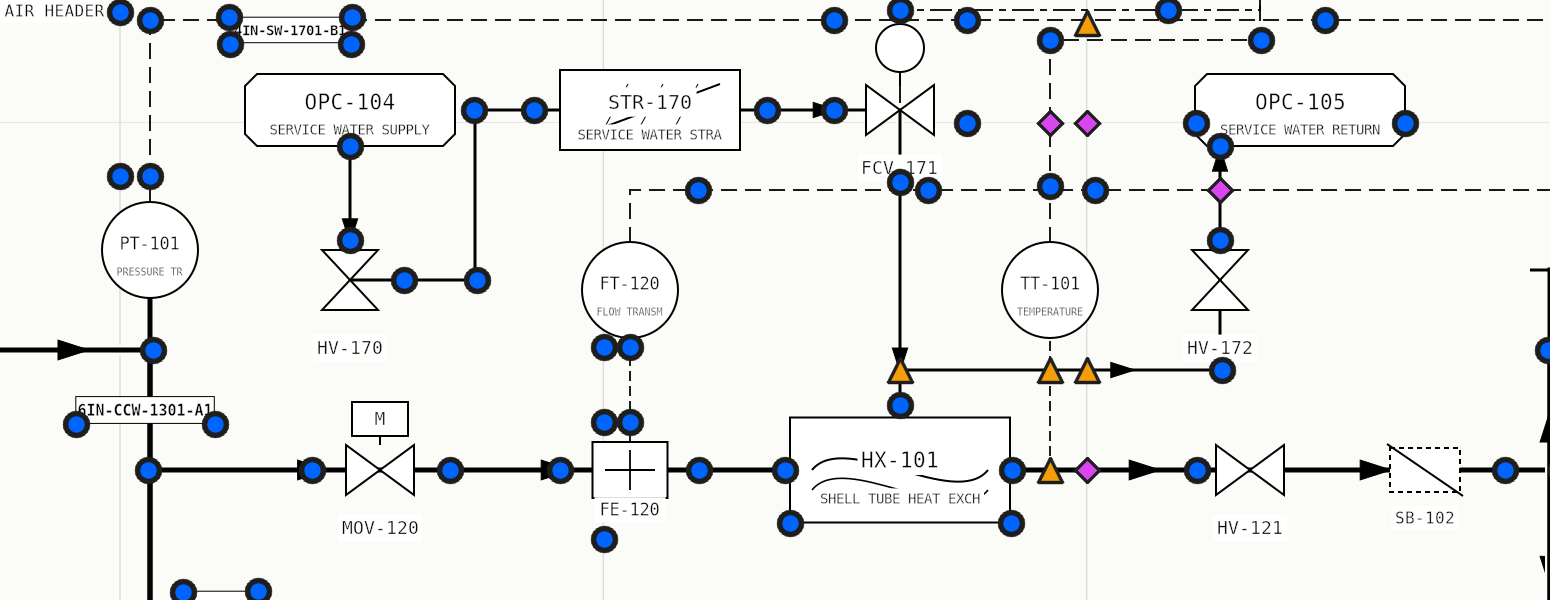 AIR HEADER
4IN-SW-1701-B1
OPC-104
SERVICE WATER SUPPLY
STR-170
SERVICE WATER STRA
OPC-105
SERVICE WATER RETURN
FCV-171
PT-101
PRESSURE TR
FT-120
FLOW TRANSM
TT-101
TEMPERATURE
HV-170
HV-172
6IN-CCW-1301-A1
M
HX-101
SHELL TUBE HEAT EXCH
MOV-120
FE-120
HV-121
SB-102